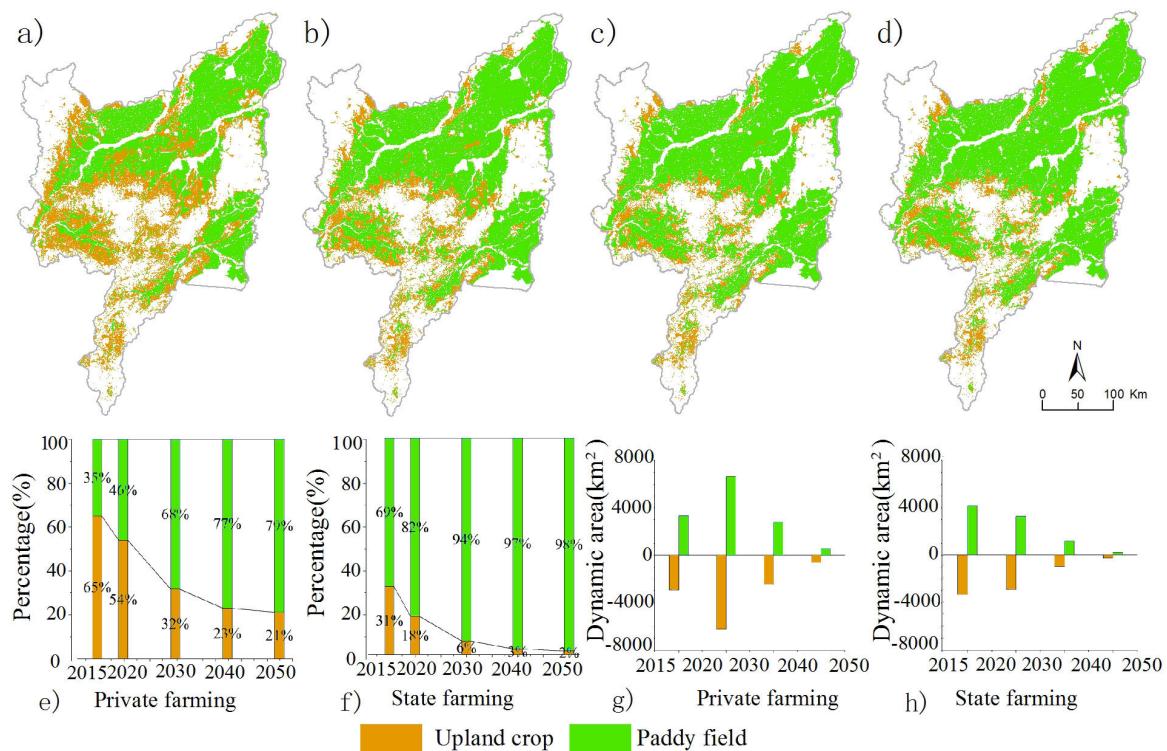 a)
b)
c)
d)
N
0 50 100 Km
Percentage(%)
100
80
60
40
20
0
35%
46%
68%
77%
79%
65%
54%
32%
23%
21%
2015 2020 2030 2040 2050
e) Private farming
Percentage(%)
100
80
60
40
20
0
69%
82%
94%
97%
98%
31%
18%
6%
3%
2%
2015 2020 2030 2040 2050
f) State farming
Dynamic area(km²)
8000
4000
0
-4000
-8000
2015 2020 2030 2040 2050
g) Private farming
Dynamic area(km²)
8000
4000
0
-4000
-8000
2015 2020 2030 2040 2050
h) State farming
Upland crop Paddy field